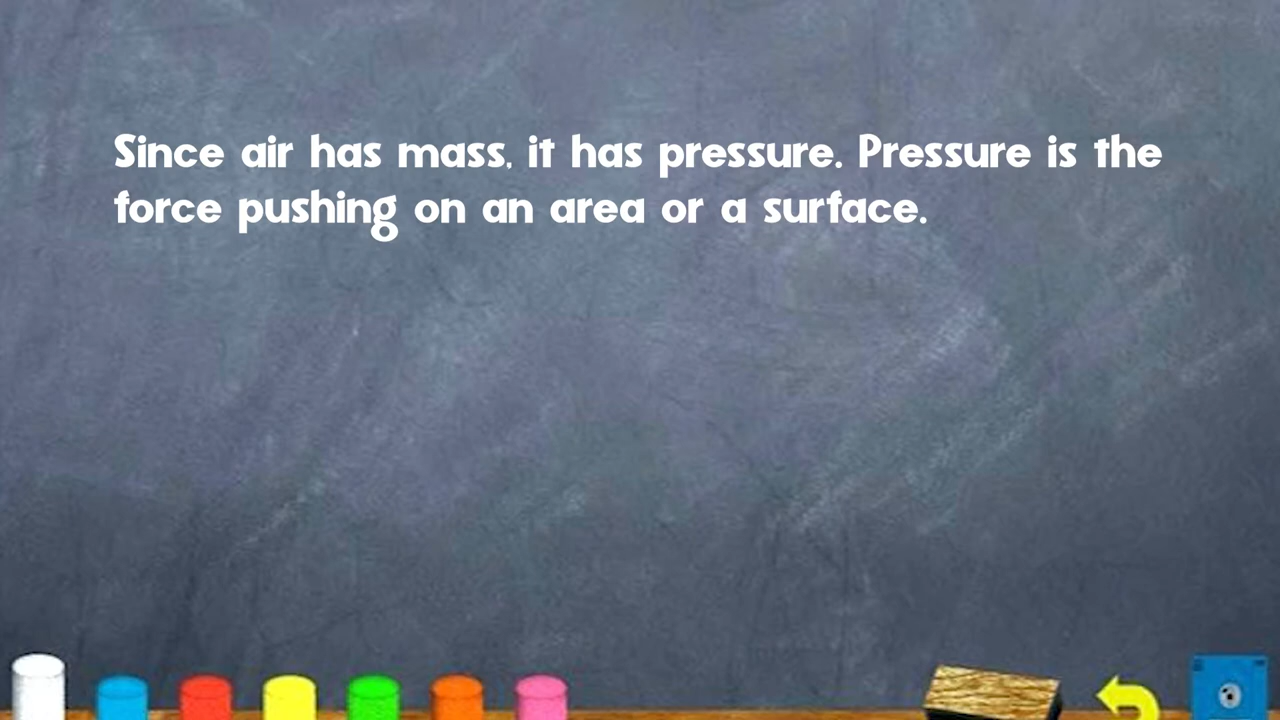 Since air has mass, it has pressure. Pressure is the
force pushing on an area or a surface.